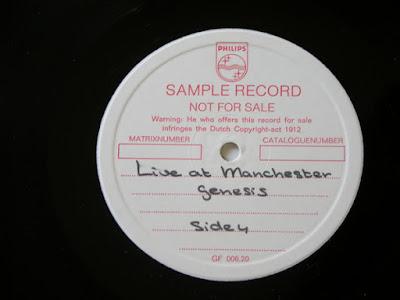 PHILIPS
SAMPLE RECORD
NOT FOR SALE
Warning: He who offers this record for sale
infringes the Dutch Copyright-act 1912
MATRIXNUMBER CATALOGUENUMBER
Live at Manchester
genesis
Side 4
GF 006,20